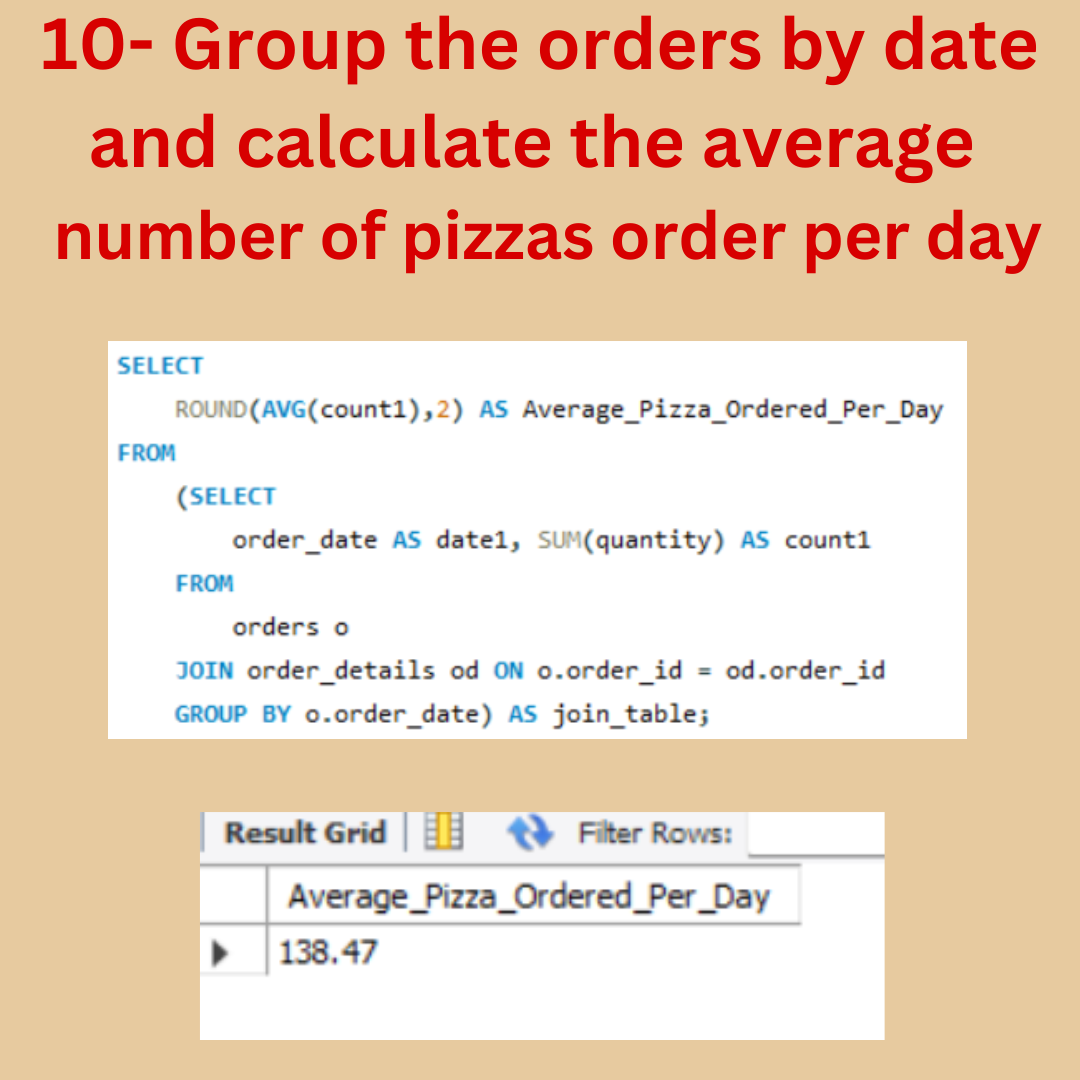 10- Group the orders by date
and calculate the average
number of pizzas order per day
SELECT
ROUND(AVG(count1),2) AS Average_Pizza_Ordered_Per_Day
FROM
(SELECT
order_date AS date1, SUM(quantity) AS count1
FROM
orders o
JOIN order_details od ON o.order_id = od.order_id
GROUP BY o.order_date) AS join_table;
Result Grid Filter Rows:
Average_Pizza_Ordered_Per_Day
138.47